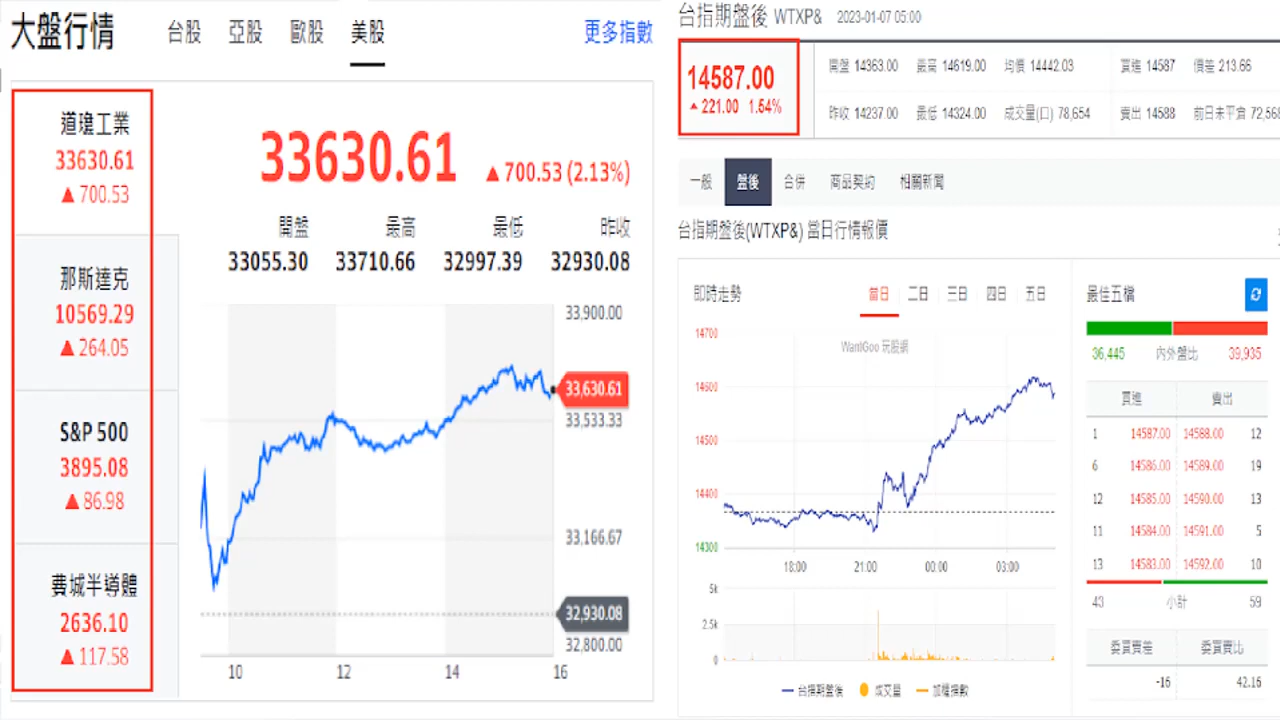 大盤行情 台股 亞股 歐股 美股 更多指數
道瓊工業
33630.61
▲700.53
那斯達克
10569.29
▲264.05
S&P 500
3895.08
▲86.98
費城半導體
2636.10
▲117.58
33630.61 ▲700.53 (2.13%)
開盤 最高 最低 昨收
33055.30 33710.66 32997.39 32930.08
33,900.00
33,630.61
33,533.33
33,166.67
32,930.08
32,800.00
10 12 14 16
台指期盤後 WTXP& 2023-01-07 05:00
14587.00
▲221.00 1.54%
開盤 14363.00 最高 14619.00 均價 14442.03 買進 14587 價差 213.66
昨收 14237.00 最低 14324.00 成交量(口) 78,654 賣出 14588 前日未平倉 72,568
一般 盤後 合併 商品契約 相關新聞
台指期盤後(WTXP&) 當日行情報價
即時走勢 當日 二日 三日 四日 五日
WantGoo 玩股網
14700
14600
14500
14400
14300
18:00 21:00 00:00 03:00
5k
2.5k
0
台指期盤後 成交量 加權指數
最佳五檔
36,445 內外盤比 39,935
買進 賣出
1 14587.00 14588.00 12
6 14586.00 14589.00 19
12 14585.00 14590.00 13
11 14584.00 14591.00 5
13 14583.00 14592.00 10
43 小計 59
委買賣差 委買賣比
-16 42.16